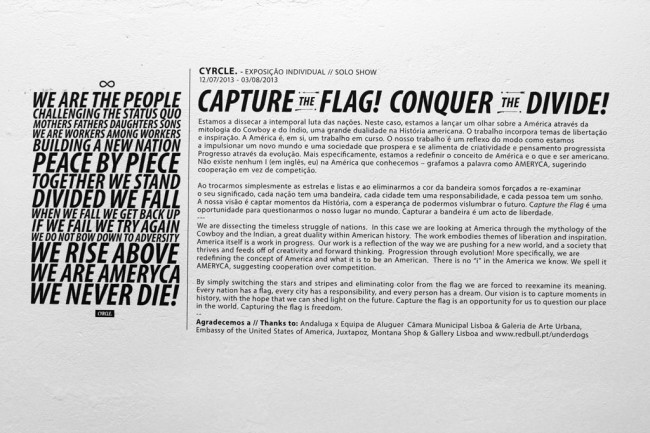 ∞
WE ARE THE PEOPLE
CHALLENGING THE STATUS QUO
MOTHERS FATHERS DAUGHTERS SONS
WE ARE WORKERS AMONG WORKERS
BUILDING A NEW NATION
PEACE BY PIECE
TOGETHER WE STAND
DIVIDED WE FALL
WHEN WE FALL WE GET BACK UP
IF WE FAIL WE TRY AGAIN
WE DO NOT BOW DOWN TO ADVERSITY
WE RISE ABOVE
WE ARE AMERYCA
WE NEVER DIE!
CYRCLE.
CYRCLE. - EXPOSIÇÃO INDIVIDUAL // SOLO SHOW
12/07/2013 - 03/08/2013
CAPTURE THE FLAG! CONQUER THE DIVIDE!
Estamos a dissecar a intemporal luta das nações. Neste caso, estamos a lançar um olhar sobre a América através da
mitologia do Cowboy e do Índio, uma grande dualidade na História americana. O trabalho incorpora temas de libertação
e inspiração. A América é, em si, um trabalho em curso. O nosso trabalho é um reflexo do modo como estamos
a impulsionar um novo mundo e uma sociedade que prospera e se alimenta de criatividade e pensamento progressista
Progresso através da evolução. Mais especificamente, estamos a redefinir o conceito de América e o que e ser americano.
Não existe nenhum I (em inglês, eu) na América que conhecemos – grafamos a palavra como AMERYCA, sugerindo
cooperação em vez de competição.
Ao trocarmos simplesmente as estrelas e listas e ao eliminarmos a cor da bandeira somos forçados a re-examinar
o seu significado, cada nação tem uma bandeira, cada cidade tem uma responsabilidade, e cada pessoa tem um sonho.
A nossa visão é captar momentos da História, com a esperança de podermos vislumbrar o futuro. Capture the Flag é uma
oportunidade para questionarmos o nosso lugar no mundo. Capturar a bandeira é um acto de liberdade.
----
We are dissecting the timeless struggle of nations. In this case we are looking at America through the mythology of the
Cowboy and the Indian, a great duality within American history. The work embodies themes of liberation and inspiration.
America itself is a work in progress. Our work is a reflection of the way we are pushing for a new world, and a society that
thrives and feeds off of creativity and forward thinking. Progression through evolution! More specifically, we are
redefining the concept of America and what it is to be an American. There is no "i" in the America we know. We spell it
AMERYCA, suggesting cooperation over competition.
By simply switching the stars and stripes and eliminating color from the flag we are forced to reexamine its meaning.
Every nation has a flag, every city has a responsibility, and every person has a dream. Our vision is to capture moments in
history, with the hope that we can shed light on the future. Capture the flag is an opportunity for us to question our place
in the world. Capturing the flag is freedom.
--
Agradecemos a // Thanks to: Andaluga x Equipa de Aluguer Câmara Municipal Lisboa & Galeria de Arte Urbana,
Embassy of the United States of America, Juxtapoz, Montana Shop & Gallery Lisboa and www.redbull.pt/underdogs